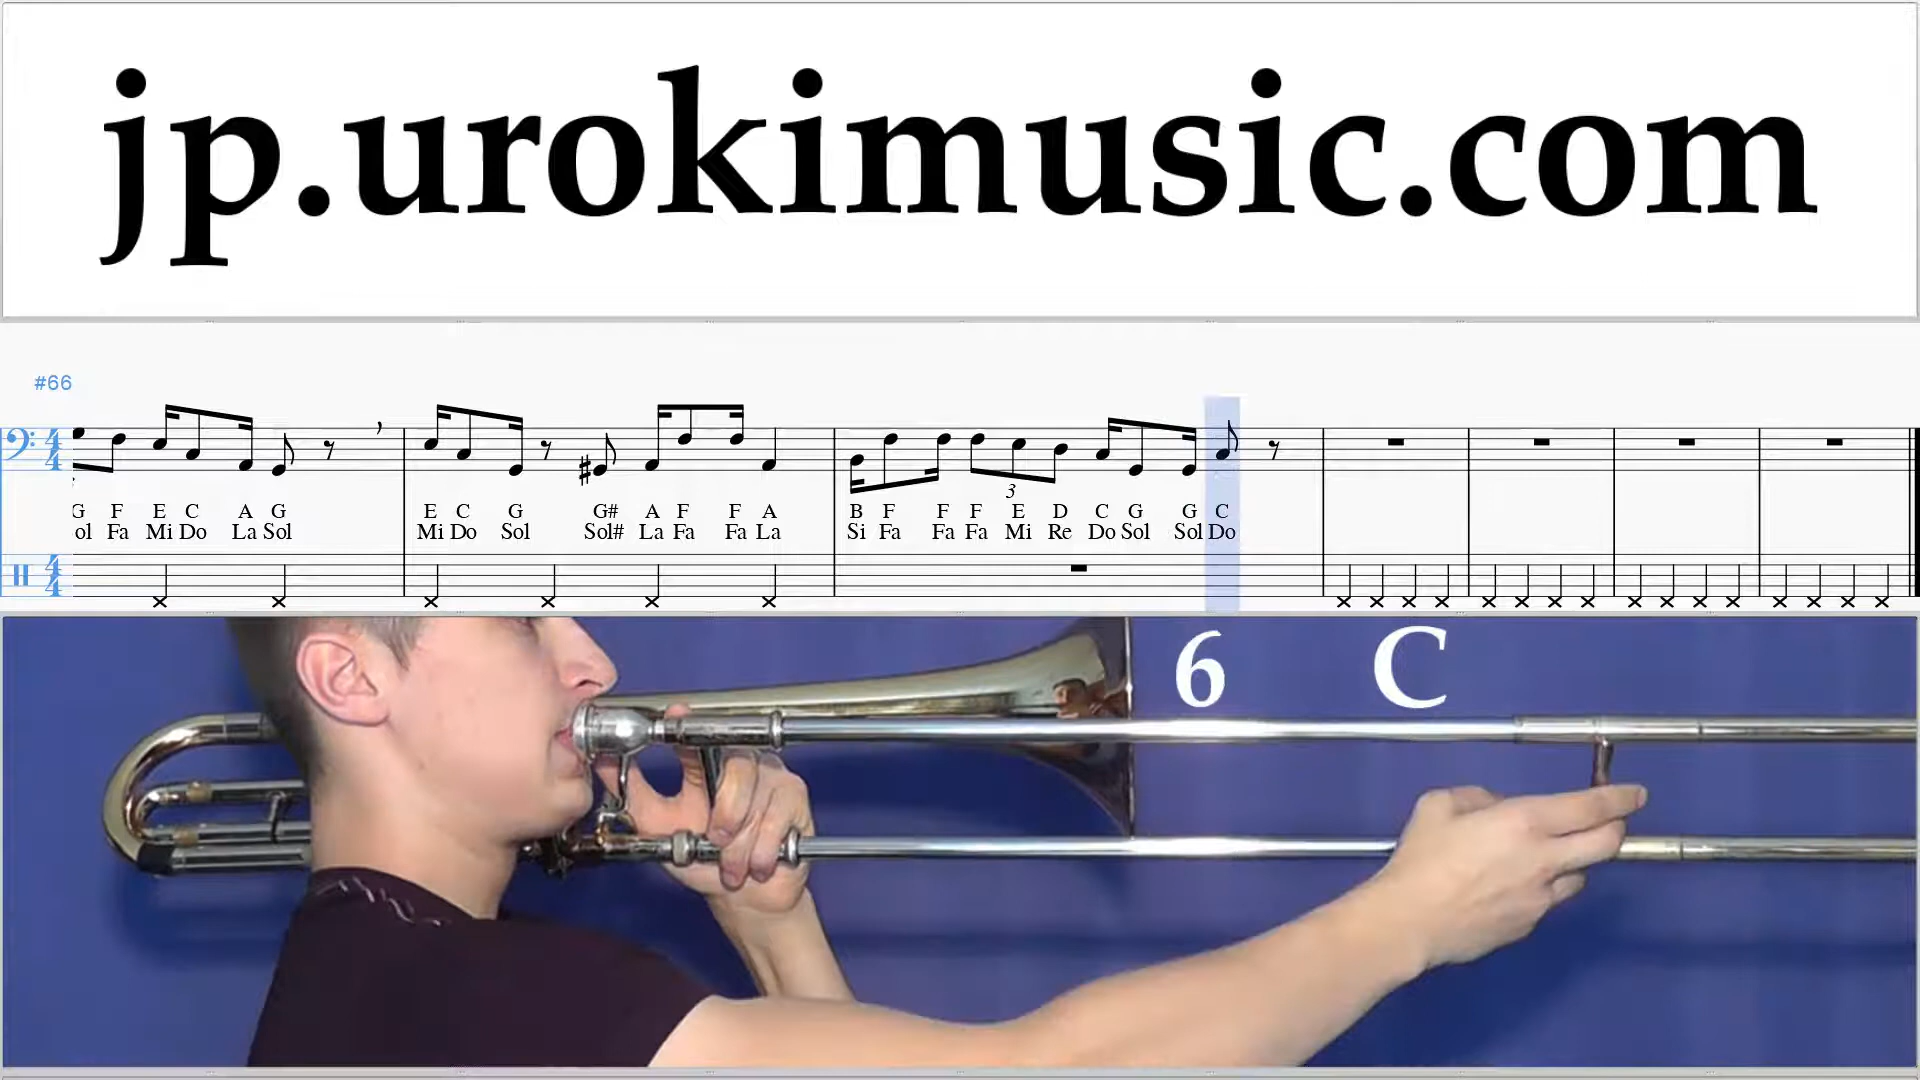 jp.urokimusic.com
#66
3
G F E C A G E C G G# A F F A B F F F E D C G G C
ol Fa Mi Do La Sol Mi Do Sol Sol# La Fa Fa La Si Fa Fa Fa Mi Re Do Sol Sol Do
6 C